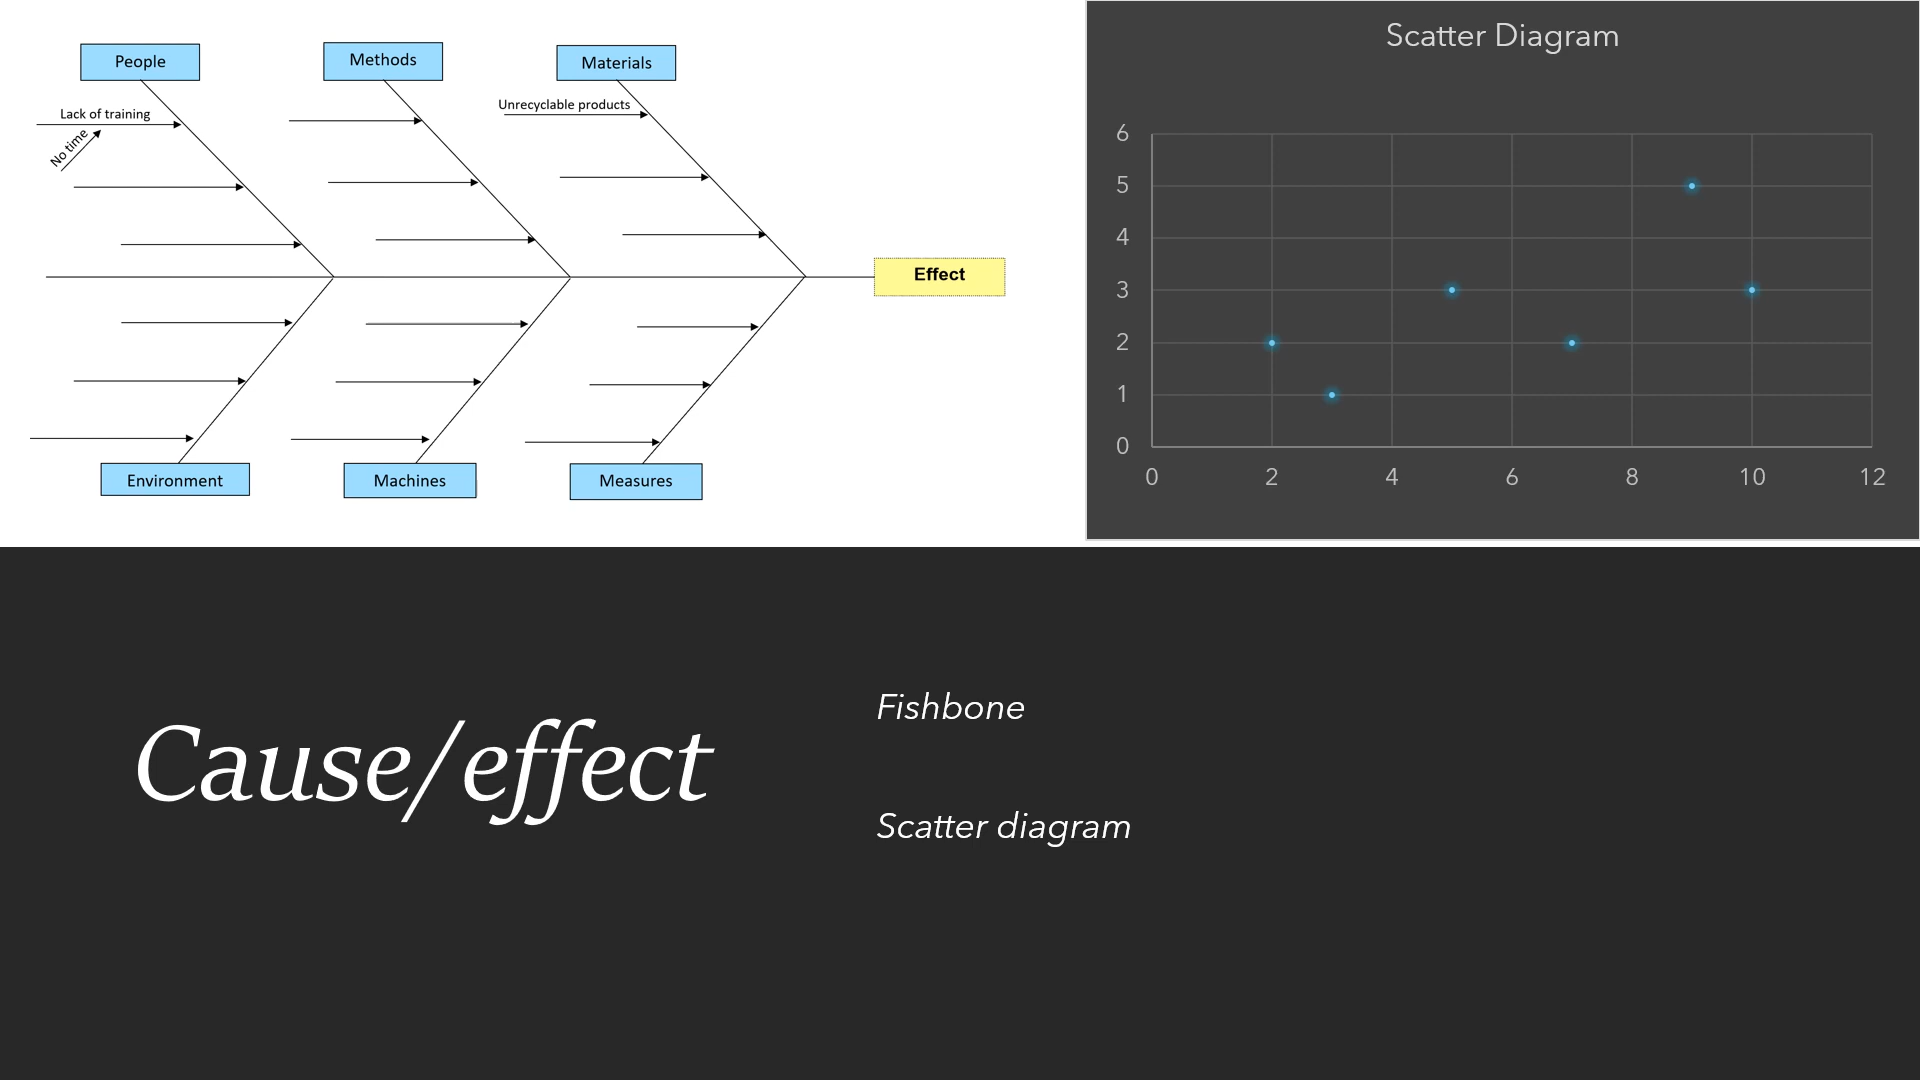 People
Methods
Materials
Lack of training
No time
Unrecyclable products
Effect
Environment
Machines
Measures
Scatter Diagram
6
5
4
3
2
1
0
0 2 4 6 8 10 12
Cause/effect
Fishbone
Scatter diagram